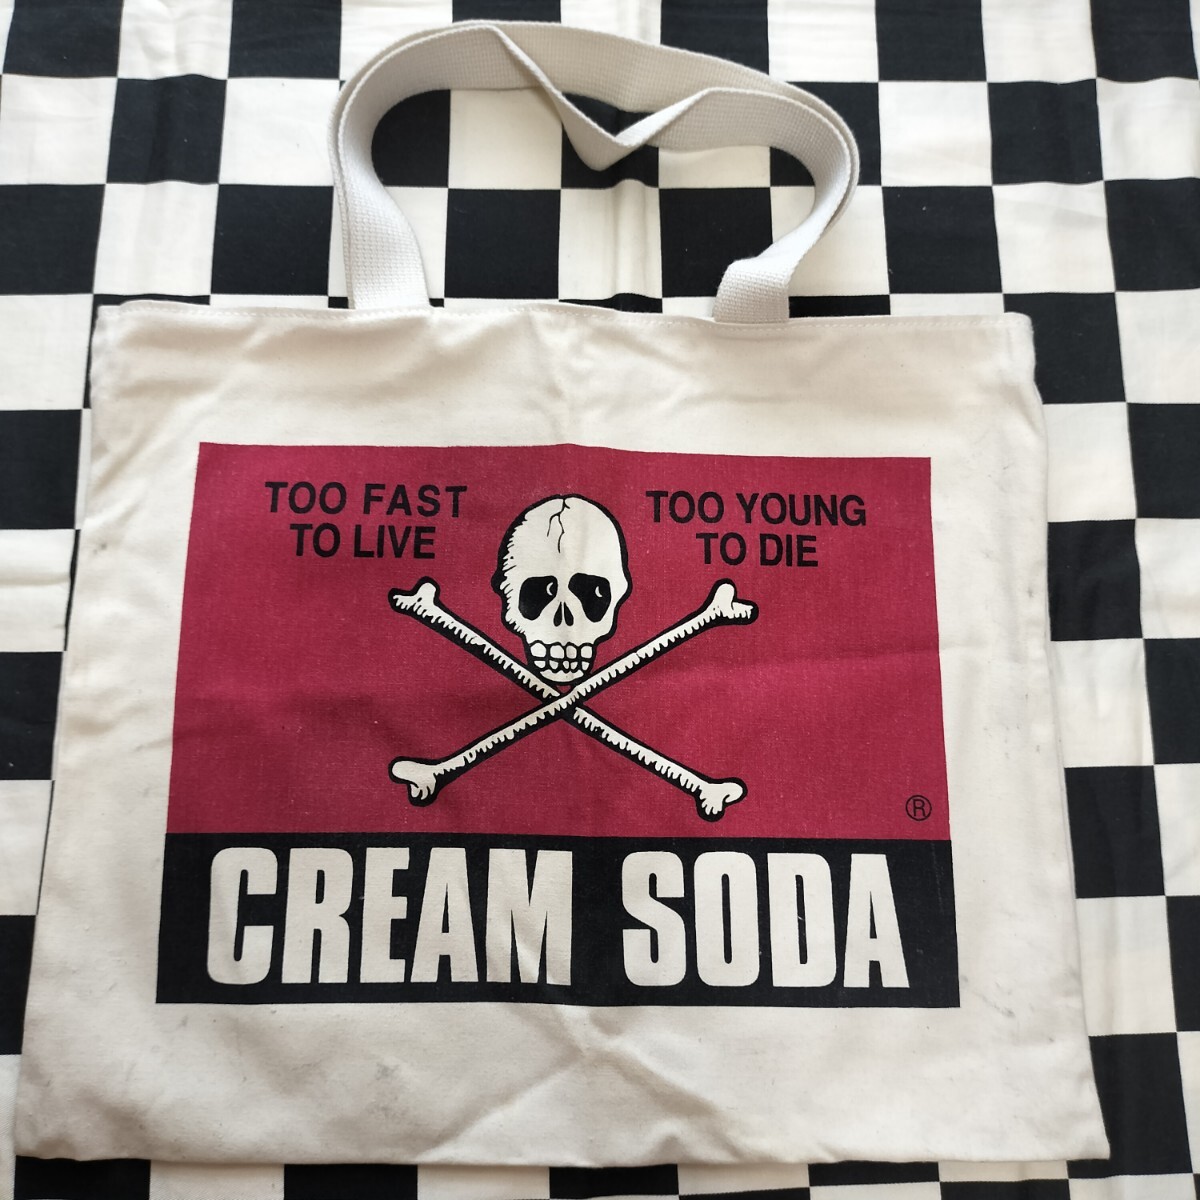 TOO FAST
TO LIVE
TOO YOUNG
TO DIE
®
CREAM SODA